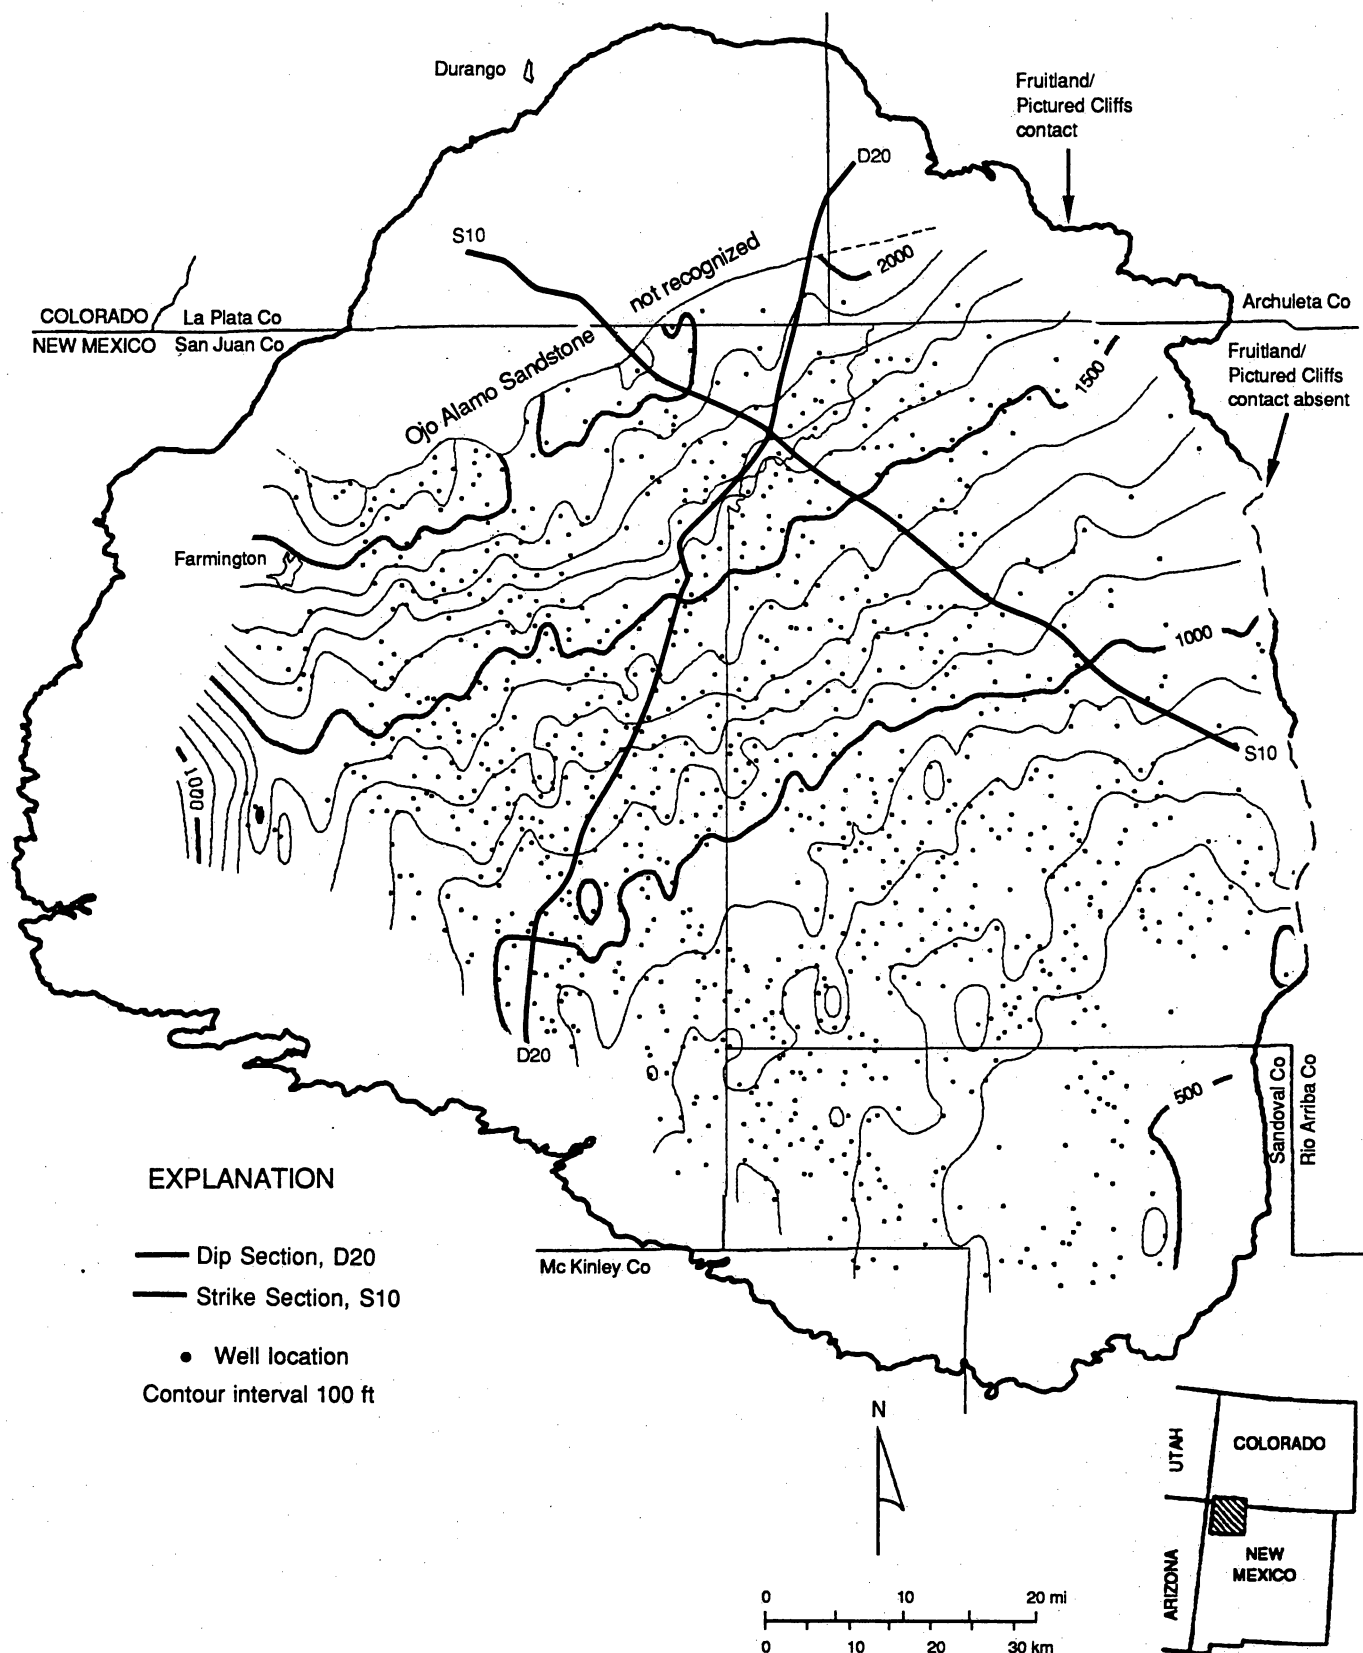 Durango
Fruitland/
Pictured Cliffs
contact
D20
S10
not recognized
2000
COLORADO
La Plata Co
Archuleta Co
NEW MEXICO
San Juan Co
Ojo Alamo Sandstone
1500
Fruitland/
Pictured Cliffs
contact absent
Farmington
1000
S10
1000
D20
500
Sandoval Co
Rio Arriba Co
EXPLANATION
Dip Section, D20
Strike Section, S10
Well location
Contour interval 100 ft
Mc Kinley Co
N
UTAH
COLORADO
ARIZONA
NEW
MEXICO
0 10 20 mi
0 10 20 30 km